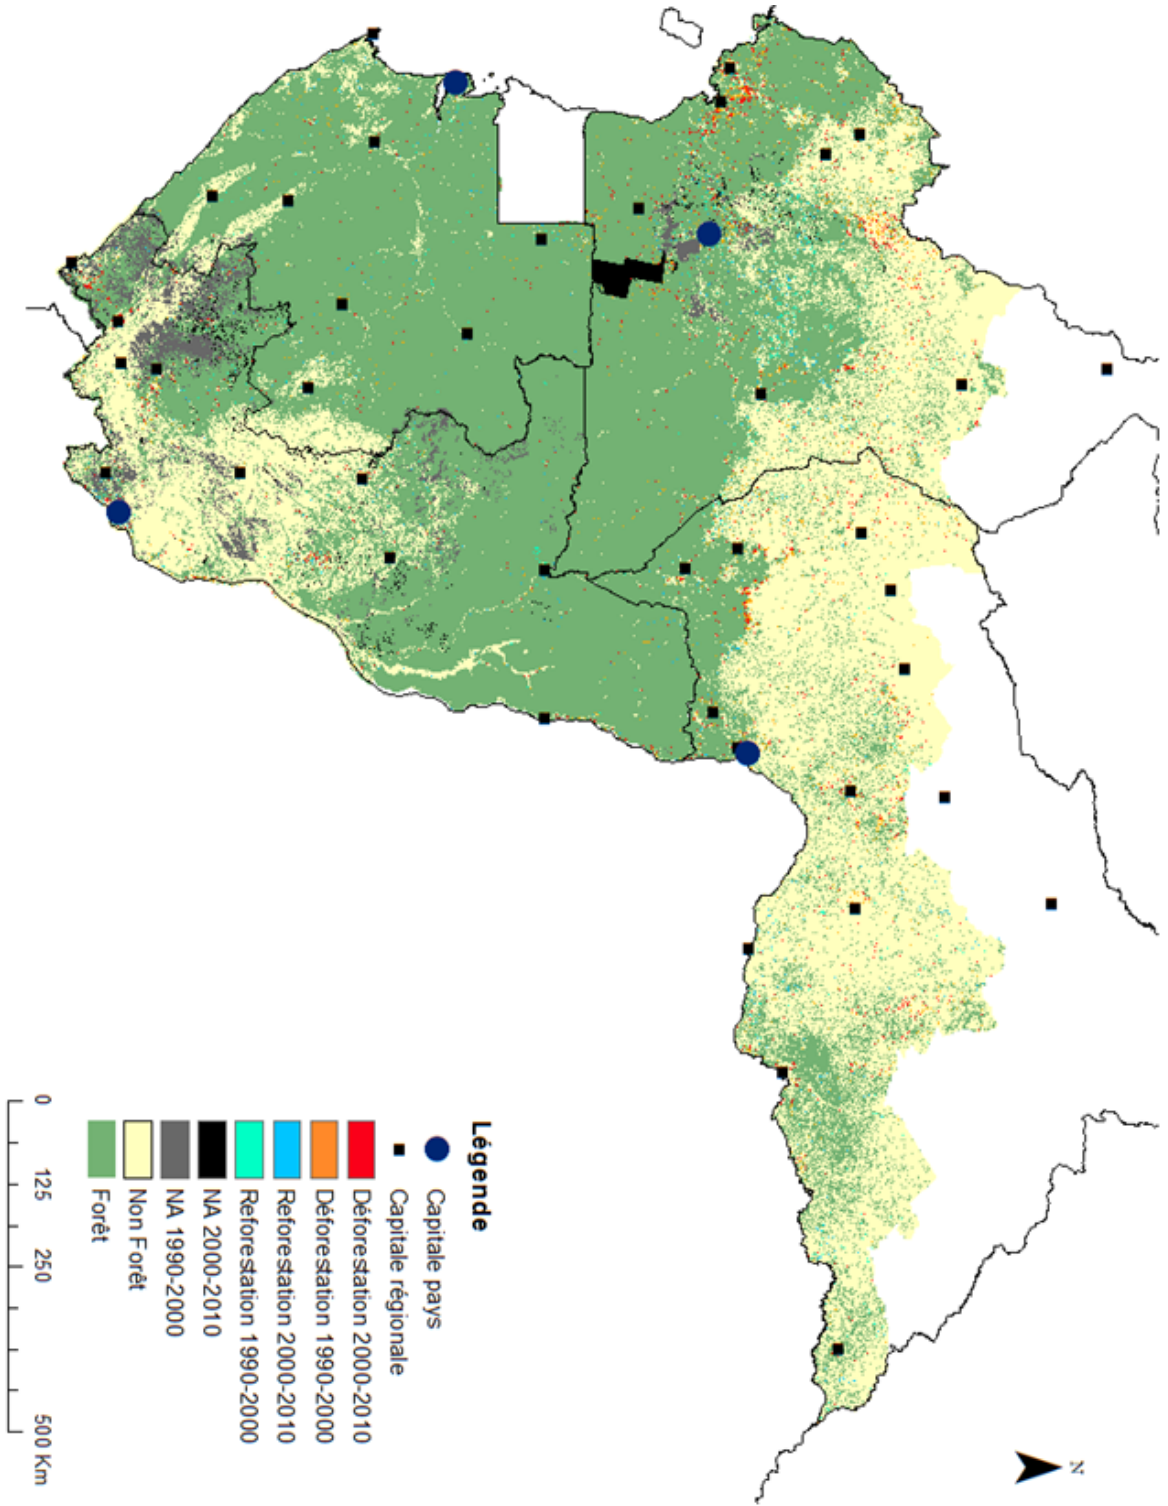 N
Légende
Capitale pays
Capitale régionale
Déforestation 2000-2010
Déforestation 1990-2000
Reforestation 2000-2010
Reforestation 1990-2000
NA 2000-2010
NA 1990-2000
Non Forêt
Forêt
0 125 250 500 Km